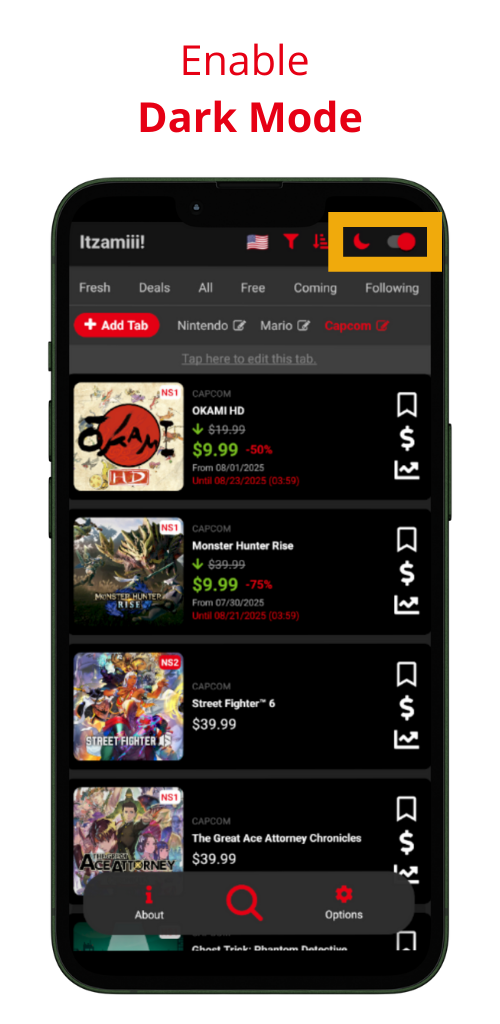 Enable
Dark Mode
Itzamiii!
Fresh Deals All Free Coming Following
+ Add Tab Nintendo Mario Capcom
Tap here to edit this tab.
ŌKAMI
HD
NS1
CAPCOM
OKAMI HD
$19.99
$9.99 -50%
From 08/01/2025
Until 08/23/2025 (03:59)
MONSTER HUNTER
RISE
NS1
CAPCOM
Monster Hunter Rise
$39.99
$9.99 -75%
From 07/30/2025
Until 08/21/2025 (03:59)
STREET FIGHTER 6
NS2
CAPCOM
Street Fighter™ 6
$39.99
ACE ATTORNEY
NS1
CAPCOM
The Great Ace Attorney Chronicles
$39.99
About Options
Ghost Trick: Phantom Detective